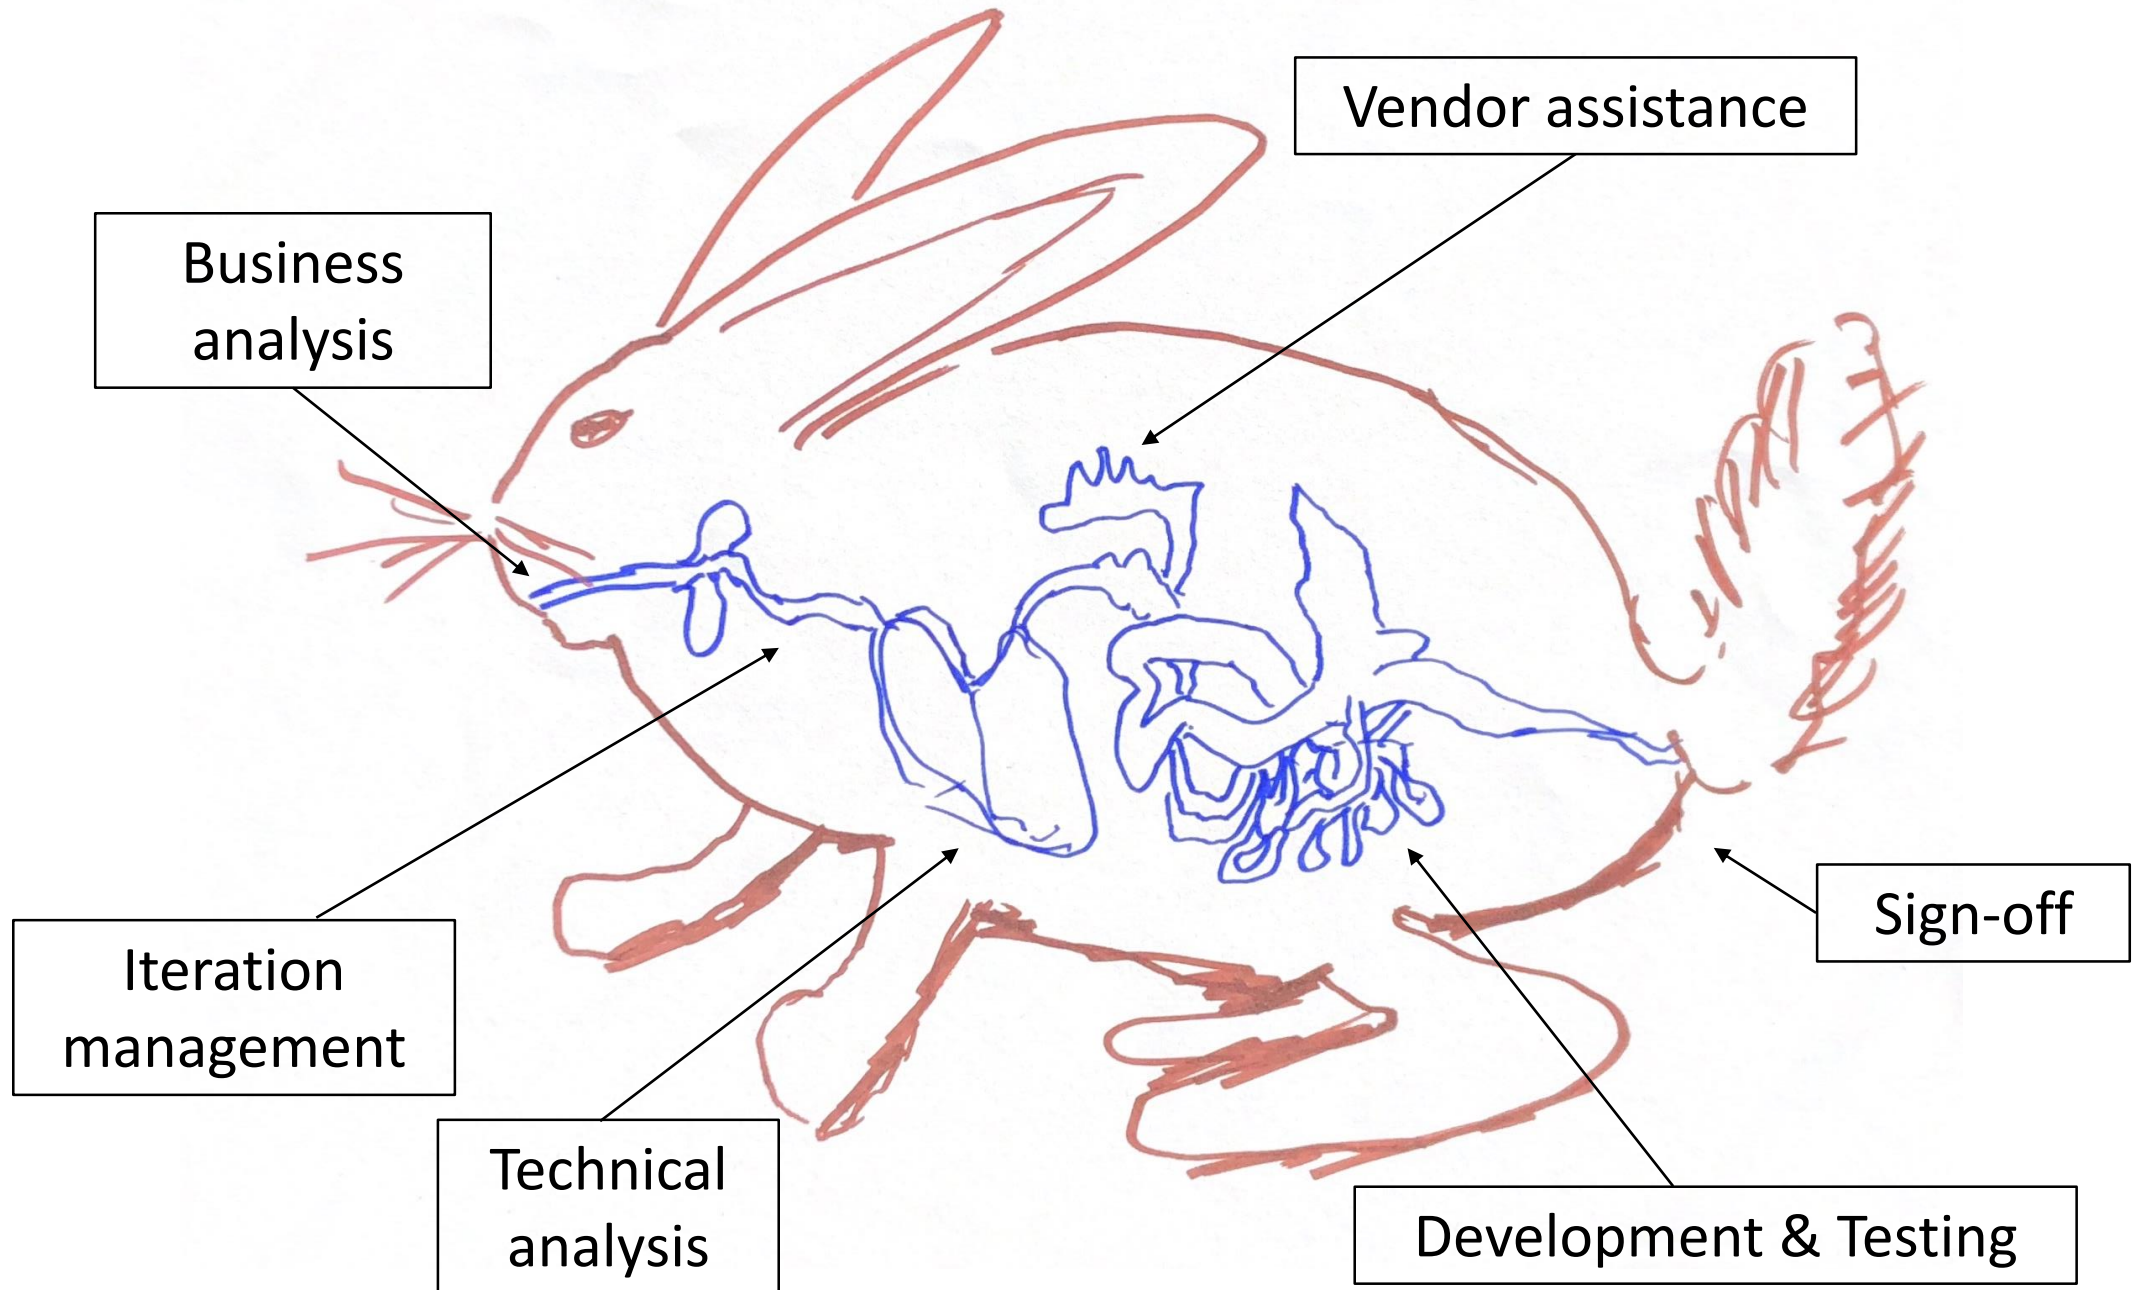 Vendor assistance
Business
analysis
Sign-off
Iteration
management
Technical
analysis
Development & Testing